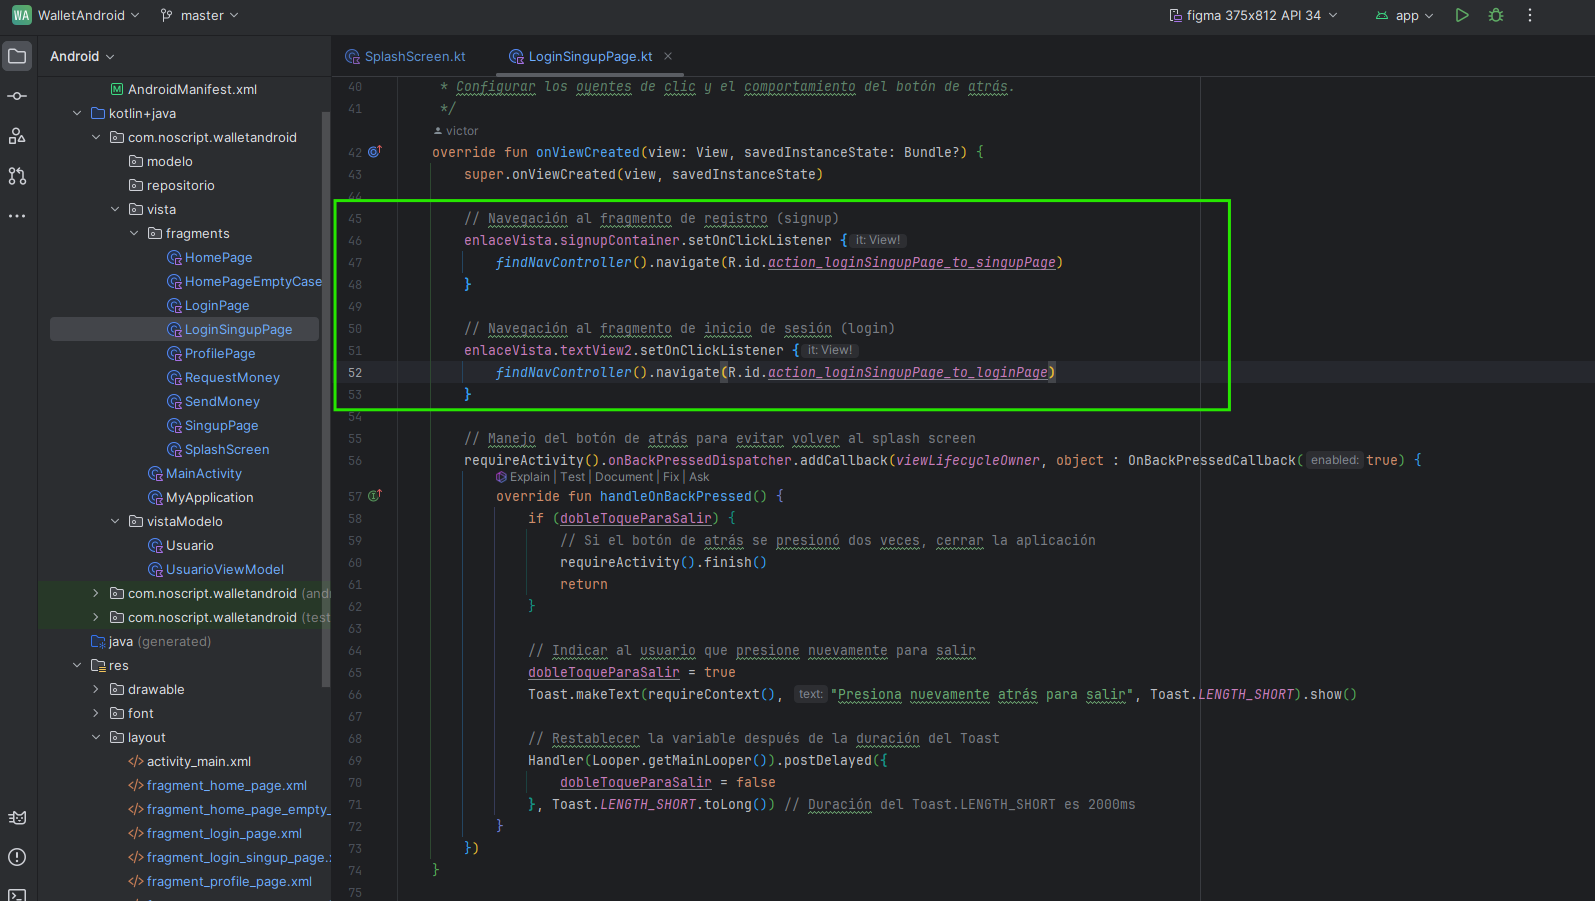 WA WalletAndroid master figma 375x812 API 34 app
Android
SplashScreen.kt LoginSingupPage.kt
AndroidManifest.xml
kotlin+java
com.noscript.walletandroid
modelo
repositorio
vista
fragments
HomePage
HomePageEmptyCase
LoginPage
LoginSingupPage
ProfilePage
RequestMoney
SendMoney
SingupPage
SplashScreen
MainActivity
MyApplication
vistaModelo
Usuario
UsuarioViewModel
com.noscript.walletandroid (and
com.noscript.walletandroid (test
java (generated)
res
drawable
font
layout
activity_main.xml
fragment_home_page.xml
fragment_home_page_empty_
fragment_login_page.xml
fragment_login_singup_page.x
fragment_profile_page.xml
40 * Configurar los oyentes de clic y el comportamiento del botón de atrás.
41 */
victor
42 override fun onViewCreated(view: View, savedInstanceState: Bundle?) {
43 super.onViewCreated(view, savedInstanceState)
44
45 // Navegación al fragmento de registro (signup)
46 enlaceVista.signupContainer.setOnClickListener { it: View!
47 findNavController().navigate(R.id.action_loginSingupPage_to_singupPage)
48 }
49
50 // Navegación al fragmento de inicio de sesión (login)
51 enlaceVista.textView2.setOnClickListener { it: View!
52 findNavController().navigate(R.id.action_loginSingupPage_to_loginPage)
53 }
54
55 // Manejo del botón de atrás para evitar volver al splash screen
56 requireActivity().onBackPressedDispatcher.addCallback(viewLifecycleOwner, object : OnBackPressedCallback( enabled: true) {
Explain | Test | Document | Fix | Ask
57 override fun handleOnBackPressed() {
58 if (dobleToqueParaSalir) {
59 // Si el botón de atrás se presionó dos veces, cerrar la aplicación
60 requireActivity().finish()
61 return
62 }
63
64 // Indicar al usuario que presione nuevamente para salir
65 dobleToqueParaSalir = true
66 Toast.makeText(requireContext(), text: "Presiona nuevamente atrás para salir", Toast.LENGTH_SHORT).show()
67
68 // Restablecer la variable después de la duración del Toast
69 Handler(Looper.getMainLooper()).postDelayed({
70 dobleToqueParaSalir = false
71 }, Toast.LENGTH_SHORT.toLong()) // Duración del Toast.LENGTH_SHORT es 2000ms
72 }
73 })
74 }
75